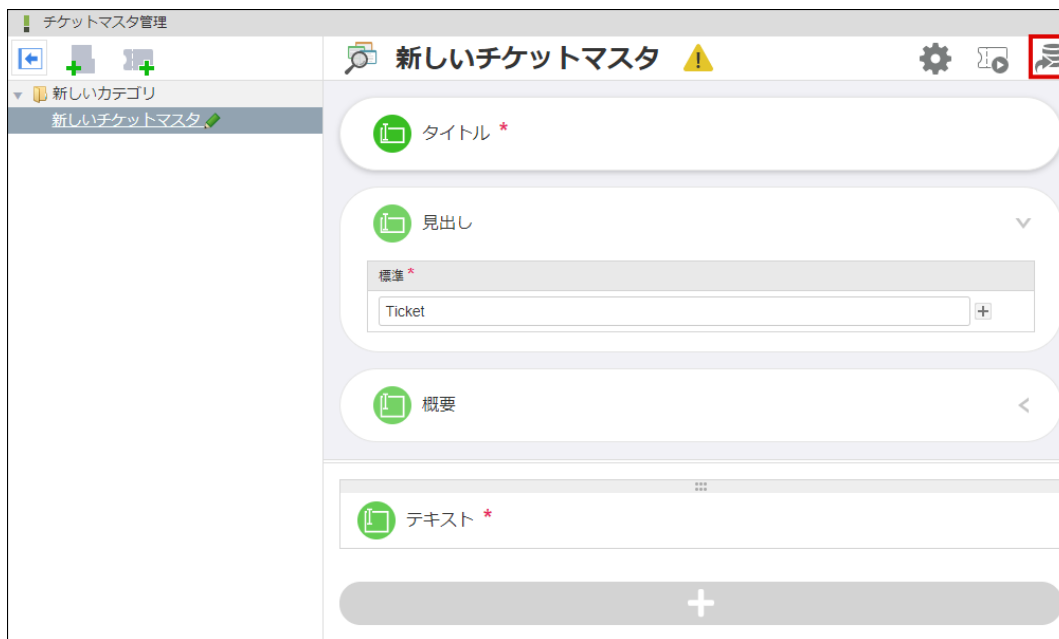 チケットマスタ管理
新しいチケットマスタ
新しいカテゴリ
新しいチケットマスタ
タイトル *
見出し
標準 *
Ticket
概要
テキスト *